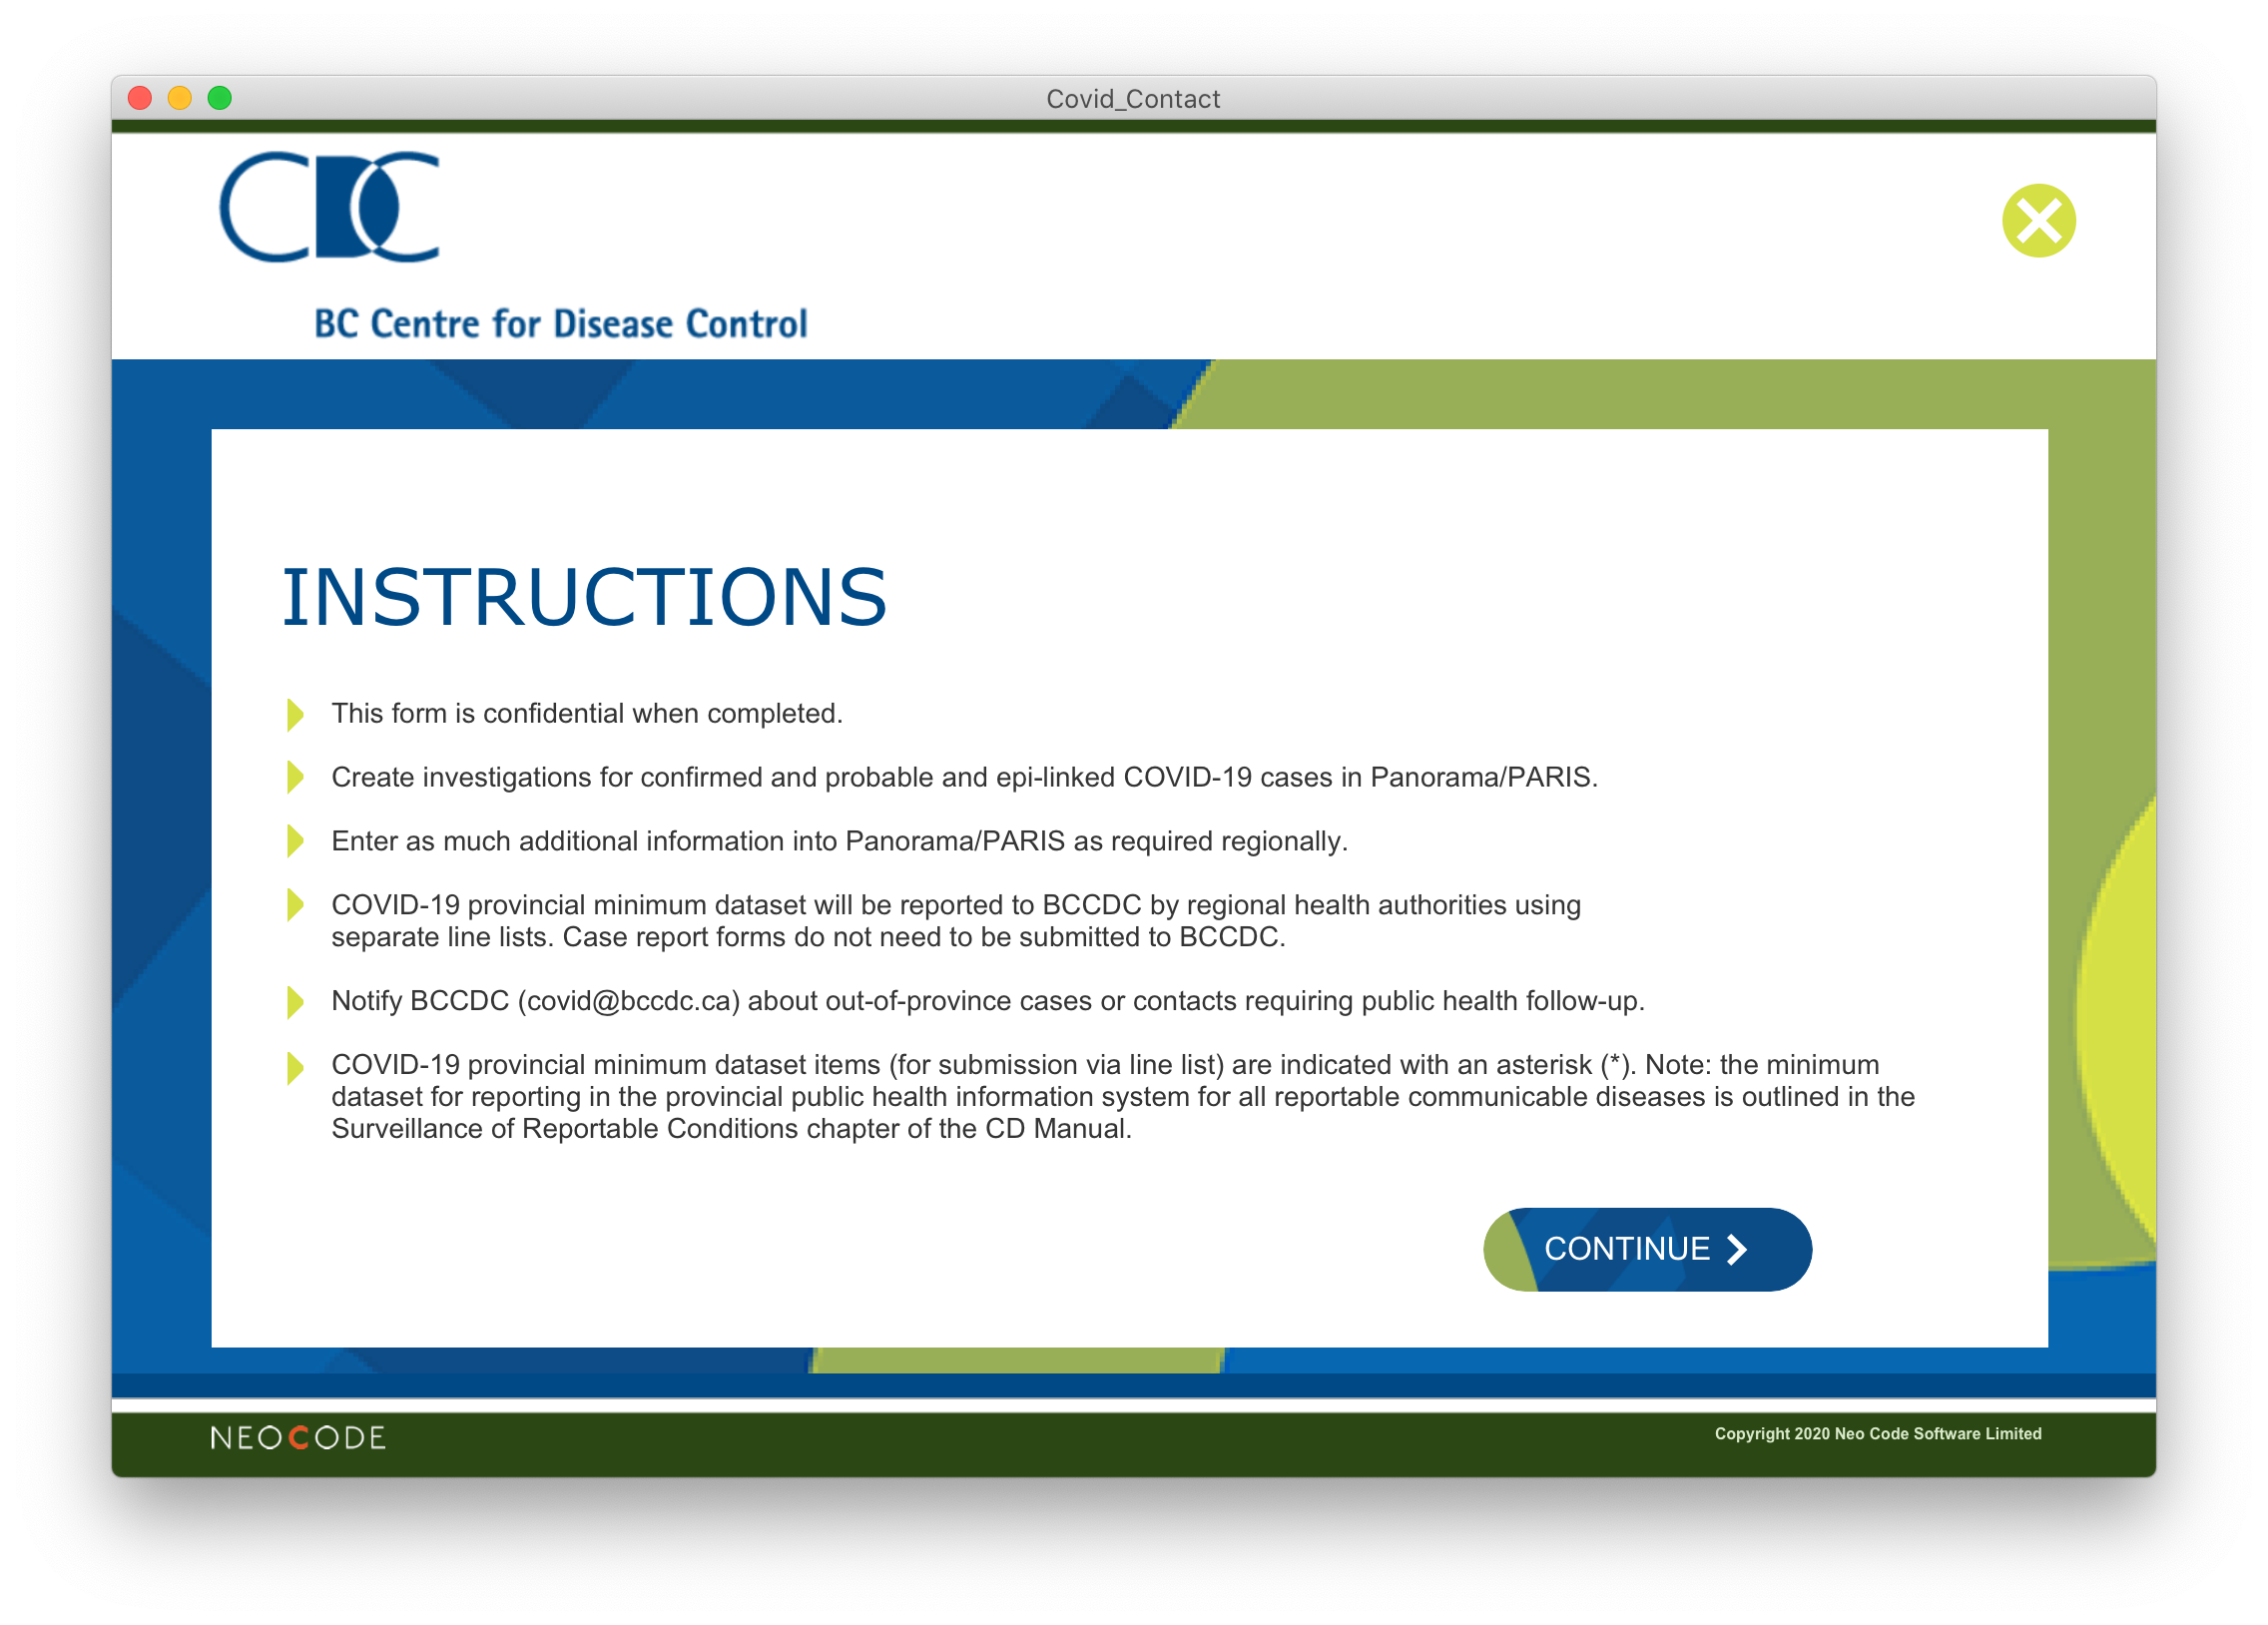 Covid_Contact
CDC
BC Centre for Disease Control
INSTRUCTIONS
This form is confidential when completed.
Create investigations for confirmed and probable and epi-linked COVID-19 cases in Panorama/PARIS.
Enter as much additional information into Panorama/PARIS as required regionally.
COVID-19 provincial minimum dataset will be reported to BCCDC by regional health authorities using
separate line lists. Case report forms do not need to be submitted to BCCDC.
Notify BCCDC (covid@bccdc.ca) about out-of-province cases or contacts requiring public health follow-up.
COVID-19 provincial minimum dataset items (for submission via line list) are indicated with an asterisk (*). Note: the minimum
dataset for reporting in the provincial public health information system for all reportable communicable diseases is outlined in the
Surveillance of Reportable Conditions chapter of the CD Manual.
CONTINUE
NEOCODE
Copyright 2020 Neo Code Software Limited